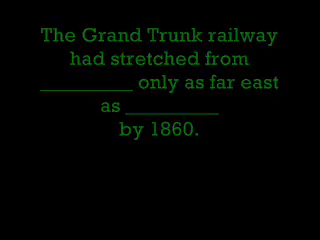 The Grand Trunk railway
had stretched from
_________ only as far east
as _________
by 1860.